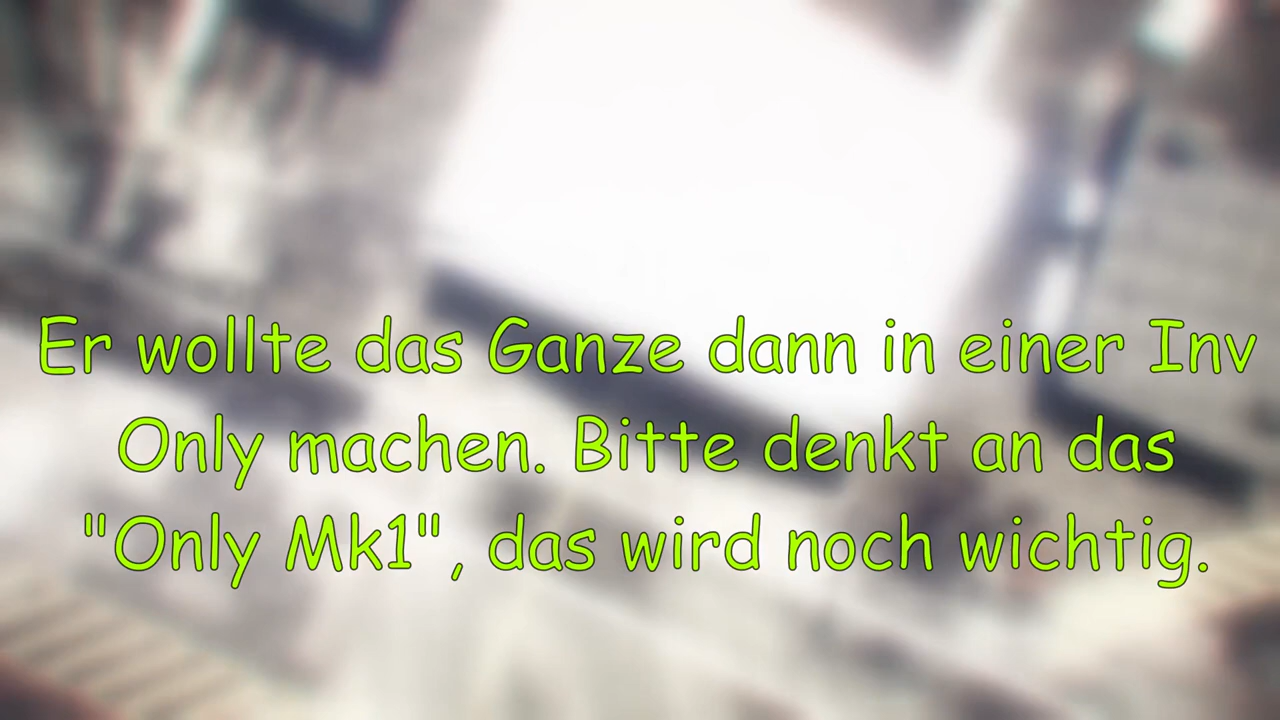 Er wollte das Ganze dann in einer Inv
Only machen. Bitte denkt an das
"Only Mk1", das wird noch wichtig.